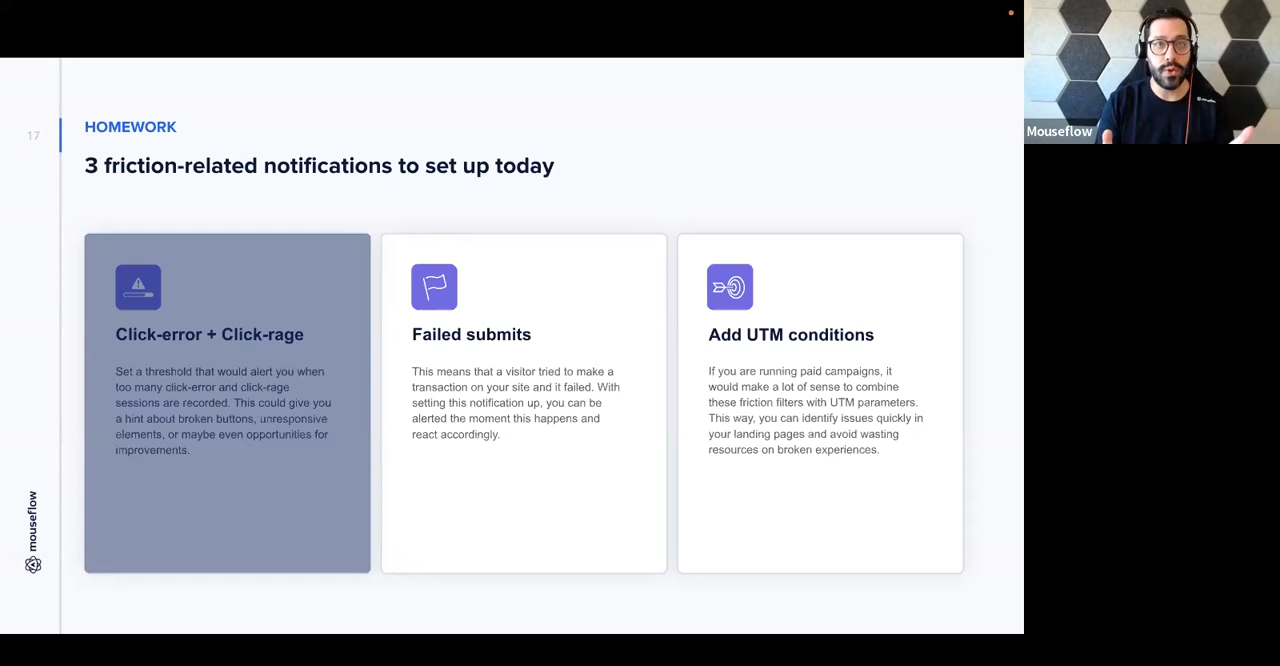 17
HOMEWORK
3 friction-related notifications to set up today
Click-error + Click-rage
Set a threshold that would alert you when
too many click-error and click-rage
sessions are recorded. This could give you
a hint about broken buttons, unresponsive
elements, or maybe even opportunities for
improvements.
Failed submits
This means that a visitor tried to make a
transaction on your site and it failed. With
setting this notification up, you can be
alerted the moment this happens and
react accordingly.
Add UTM conditions
If you are running paid campaigns, it
would make a lot of sense to combine
these friction filters with UTM parameters.
This way, you can identify issues quickly in
your landing pages and avoid wasting
resources on broken experiences.
mouseflow
Mouseflow
mouseflow